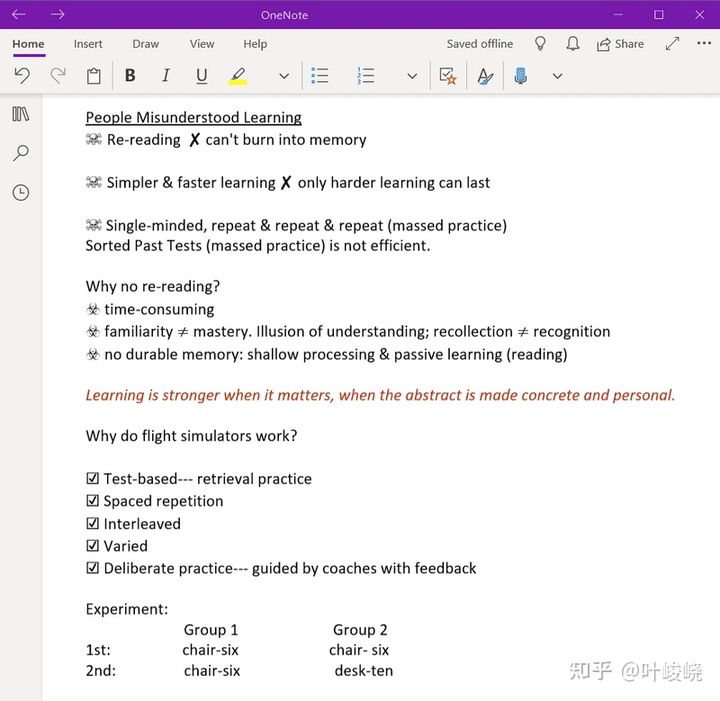 OneNote
Home Insert Draw View Help Saved offline Share
B I U
People Misunderstood Learning
☠ Re-reading ✗ can't burn into memory
☠ Simpler & faster learning ✗ only harder learning can last
☠ Single-minded, repeat & repeat & repeat (massed practice)
Sorted Past Tests (massed practice) is not efficient.
Why no re-reading?
☣ time-consuming
☣ familiarity ≠ mastery. Illusion of understanding; recollection ≠ recognition
☣ no durable memory: shallow processing & passive learning (reading)
Learning is stronger when it matters, when the abstract is made concrete and personal.
Why do flight simulators work?
☑ Test-based--- retrieval practice
☑ Spaced repetition
☑ Interleaved
☑ Varied
☑ Deliberate practice--- guided by coaches with feedback
Experiment:
Group 1 Group 2
1st: chair-six chair- six
2nd: chair-six desk-ten
知乎 @叶峻峣